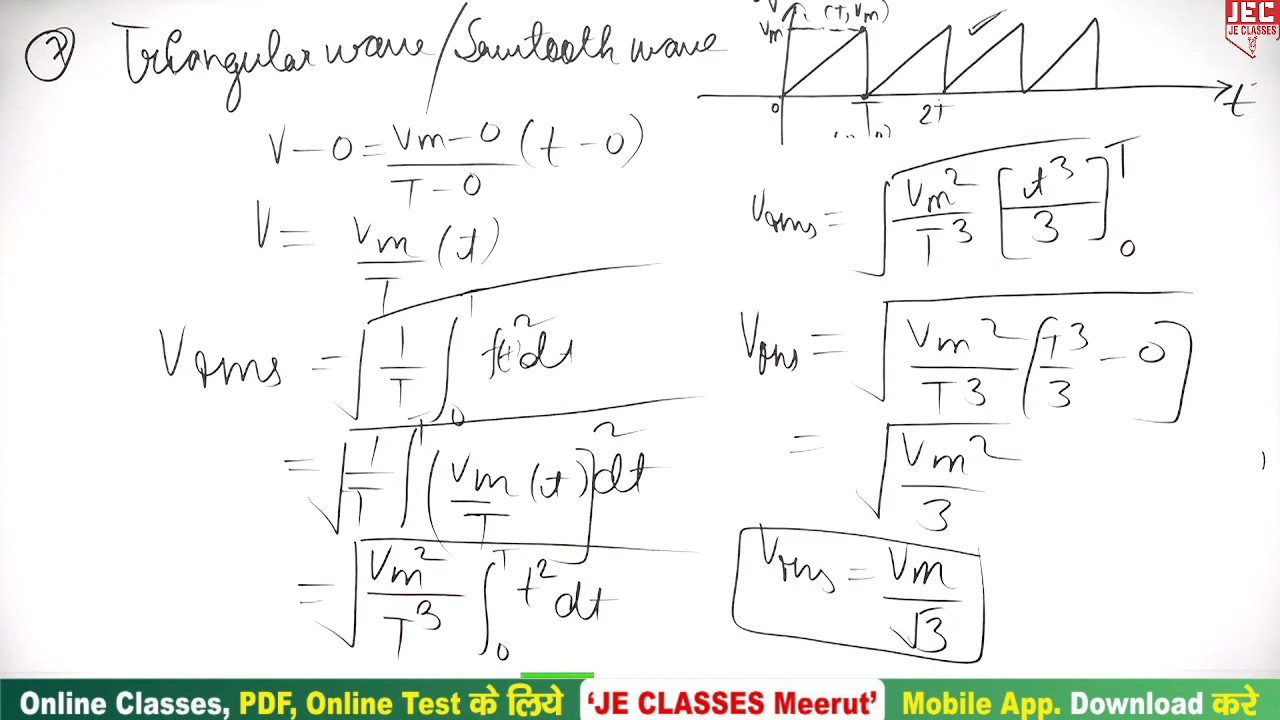 ③ Triangular wave/Sawtooth wave
V
Vm
(T, Vm)
0
T
2T
t
V-0 = Vm-0/T-0 (t-0)
V = Vm/T (t)
Vrms = √(1/T ∫₀ᵀ f(t)² dt)
= √(1/T ∫ᵀ (Vm/T (t))² dt)
= √(Vm²/T³ ∫₀ᵀ t² dt)
Vrms = √(Vm²/T³ [t³/3]₀ᵀ)
Vrms = √(Vm²/T³ (T³/3 - 0))
= √(Vm²/3)
Vrms = Vm/√3
JEC
JE CLASSES
Online Classes, PDF, Online Test के लिये 'JE CLASSES Meerut' Mobile App. Download करे